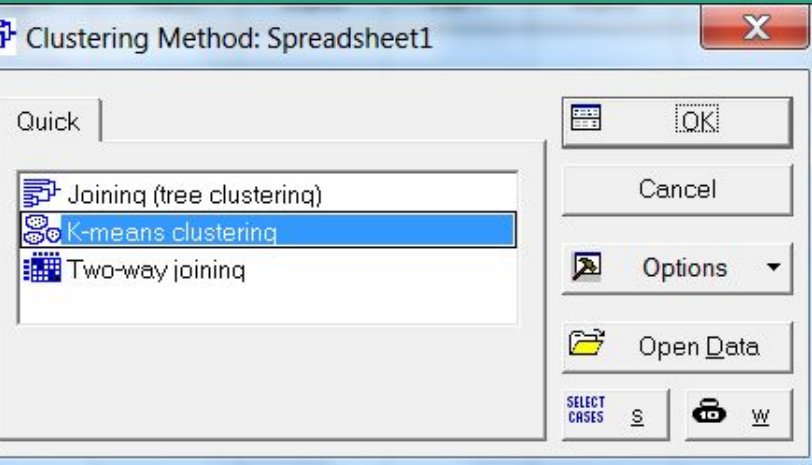 Clustering Method: Spreadsheet1
X
Quick
OK
Joining (tree clustering)
Cancel
K-means clustering
Two-way joining
Options
Open Data
SELECT
CASES
S
W